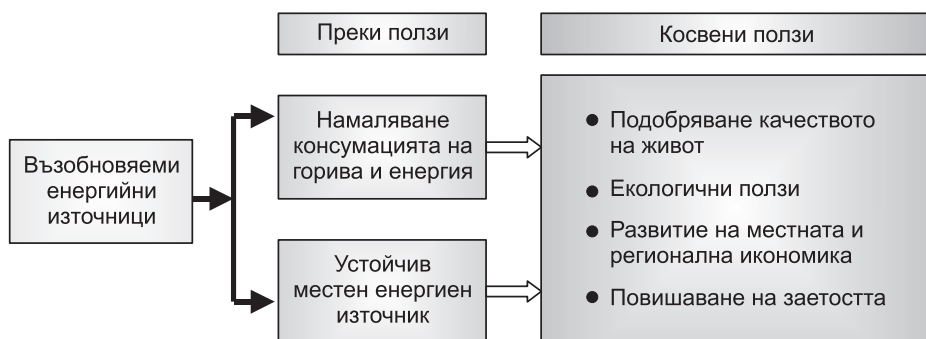 Преки ползи
Косвени ползи
Възобновяеми
енергийни
източници
Намаляване
консумацията на
горива и енергия
Устойчив
местен енергиен
източник
● Подобряване качеството
на живот
● Екологични ползи
● Развитие на местната и
регионална икономика
● Повишаване на заетостта